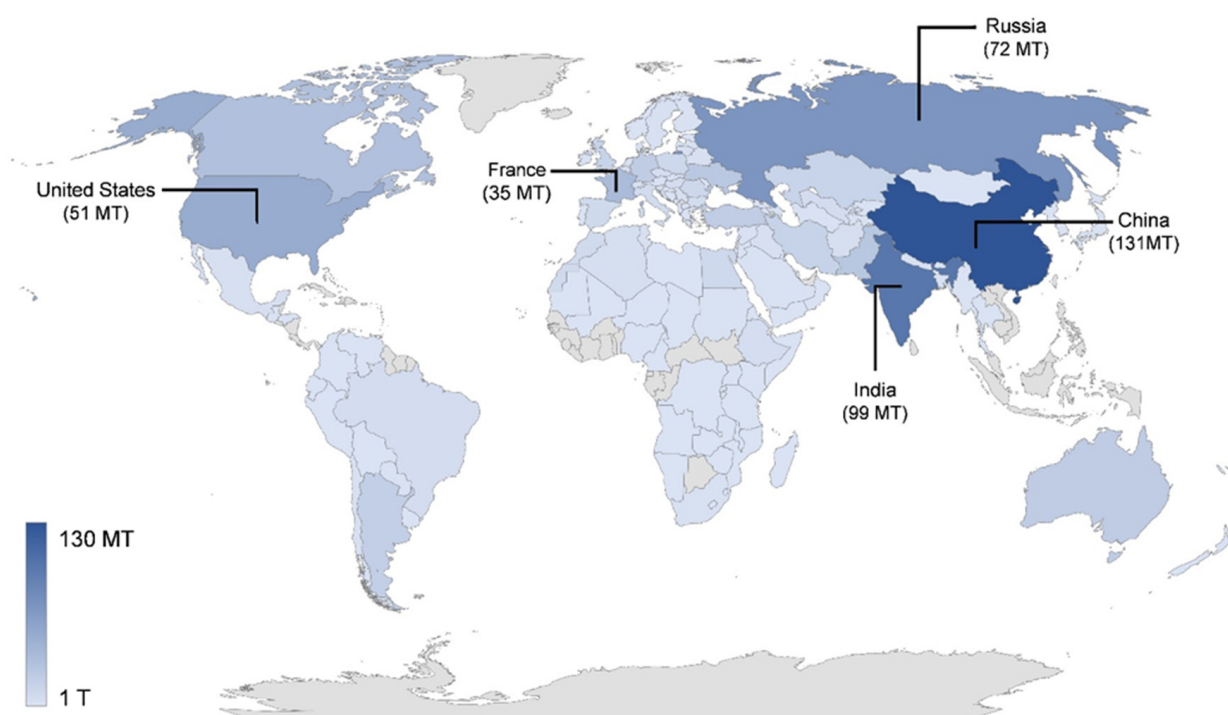 Russia
(72 MT)
France
(35 MT)
United States
(51 MT)
China
(131MT)
India
(99 MT)
130 MT
1 T